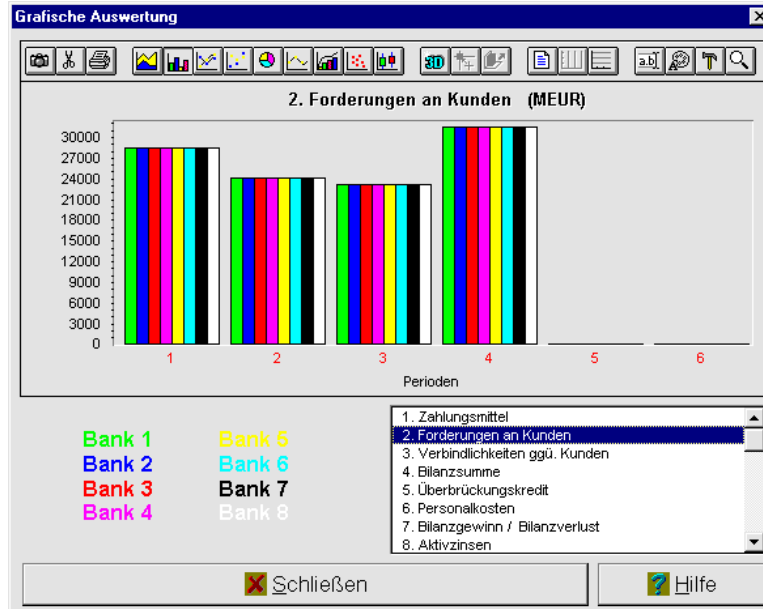 Grafische Auswertung
3D
a.b
2. Forderungen an Kunden (MEUR)
30000
27000
24000
21000
18000
15000
12000
9000
6000
3000
0
1 2 3 4 5 6
Perioden
Bank 1 Bank 5
Bank 2 Bank 6
Bank 3 Bank 7
Bank 4 Bank 8
1. Zahlungsmittel
2. Forderungen an Kunden
3. Verbindlichkeiten ggü. Kunden
4. Bilanzsumme
5. Überbrückungskredit
6. Personalkosten
7. Bilanzgewinn / Bilanzverlust
8. Aktivzinsen
Schließen
Hilfe